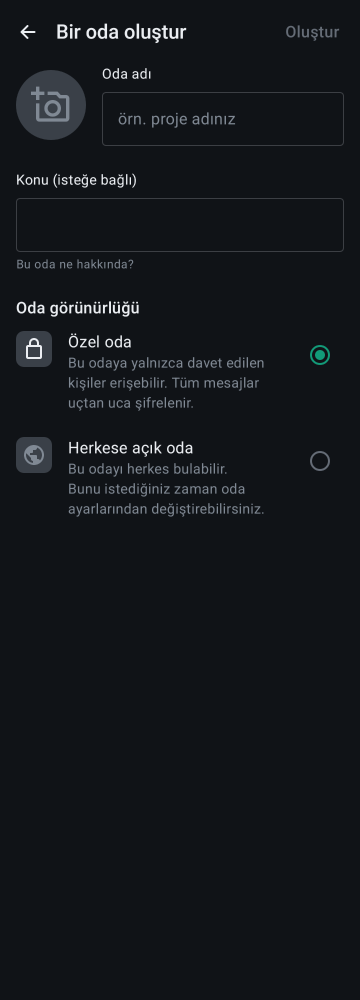 Bir oda oluştur
Oluştur
Oda adı
örn. proje adınız
Konu (isteğe bağlı)
Bu oda ne hakkında?
Oda görünürlüğü
Özel oda
Bu odaya yalnızca davet edilen
kişiler erişebilir. Tüm mesajlar
uçtan uca şifrelenir.
Herkese açık oda
Bu odayı herkes bulabilir.
Bunu istediğiniz zaman oda
ayarlarından değiştirebilirsiniz.